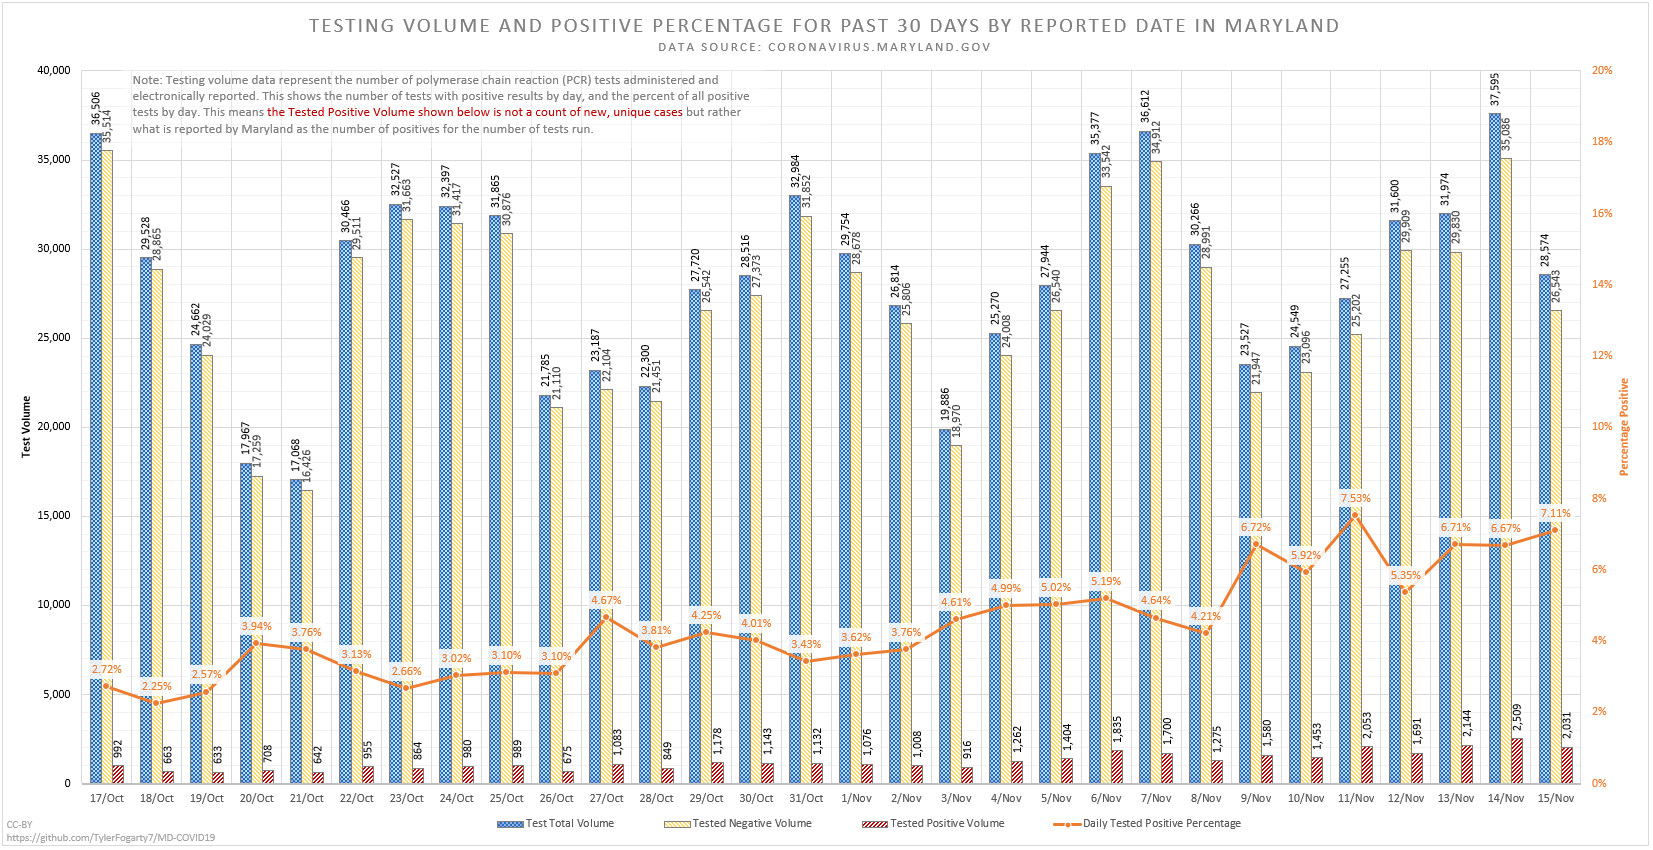 TESTING VOLUME AND POSITIVE PERCENTAGE FOR PAST 30 DAYS BY REPORTED DATE IN MARYLAND
DATA SOURCE: CORONAVIRUS.MARYLAND.GOV
Note: Testing volume data represent the number of polymerase chain reaction (PCR) tests administered and
electronically reported. This shows the number of tests with positive results by day, and the percent of all positive
tests by day. This means the Tested Positive Volume shown below is not a count of new, unique cases but rather
what is reported by Maryland as the number of positives for the number of tests run.
Test Volume
40,000
35,000
30,000
25,000
20,000
15,000
10,000
5,000
0
36,506 35,514 2.72% 992
29,528 28,865 2.25% 663
24,662 24,029 2.57% 633
17,967 17,259 3.94% 708
17,068 16,426 3.76% 642
30,466 29,511 3.13% 955
32,527 31,663 2.66% 864
32,397 31,417 3.02% 980
31,865 30,876 3.10% 989
21,785 21,110 3.10% 675
23,187 22,104 4.67% 1,083
22,300 21,451 3.81% 849
27,720 26,542 4.25% 1,178
28,516 27,373 4.01% 1,143
32,984 31,852 3.43% 1,132
29,754 28,678 3.62% 1,076
26,814 25,806 3.76% 1,008
19,886 18,970 4.61% 916
25,270 24,008 4.99% 1,262
27,944 26,540 5.02% 1,404
35,377 33,542 5.19% 1,835
36,612 34,912 4.64% 1,700
30,266 28,991 4.21% 1,275
23,527 21,947 6.72% 1,580
24,549 23,096 5.92% 1,453
27,255 25,202 7.53% 2,053
31,600 29,909 5.35% 1,691
31,974 29,830 6.71% 2,144
37,595 35,086 6.67% 2,509
28,574 26,543 7.11% 2,031
20%
18%
16%
14%
12%
10%
8%
6%
4%
2%
0%
Percentage Positive
17/Oct 18/Oct 19/Oct 20/Oct 21/Oct 22/Oct 23/Oct 24/Oct 25/Oct 26/Oct 27/Oct 28/Oct 29/Oct 30/Oct 31/Oct 1/Nov 2/Nov 3/Nov 4/Nov 5/Nov 6/Nov 7/Nov 8/Nov 9/Nov 10/Nov 11/Nov 12/Nov 13/Nov 14/Nov 15/Nov
Test Total Volume Tested Negative Volume Tested Positive Volume Daily Tested Positive Percentage
CC-BY
https://github.com/TylerFogarty7/MD-COVID19